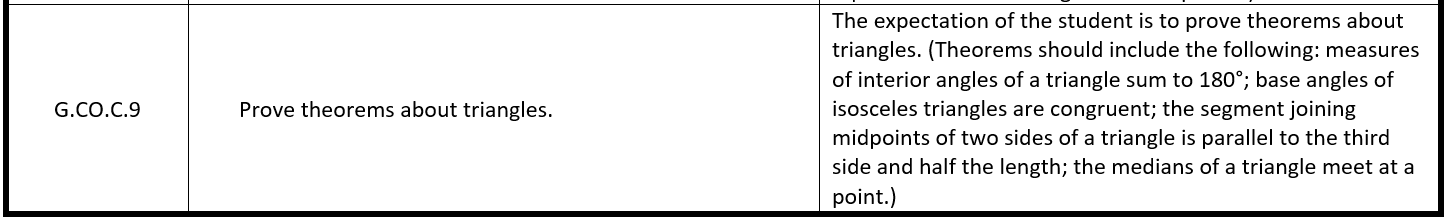 G.CO.C.9
Prove theorems about triangles.
The expectation of the student is to prove theorems about
triangles. (Theorems should include the following: measures
of interior angles of a triangle sum to 180°; base angles of
isosceles triangles are congruent; the segment joining
midpoints of two sides of a triangle is parallel to the third
side and half the length; the medians of a triangle meet at a
point.)